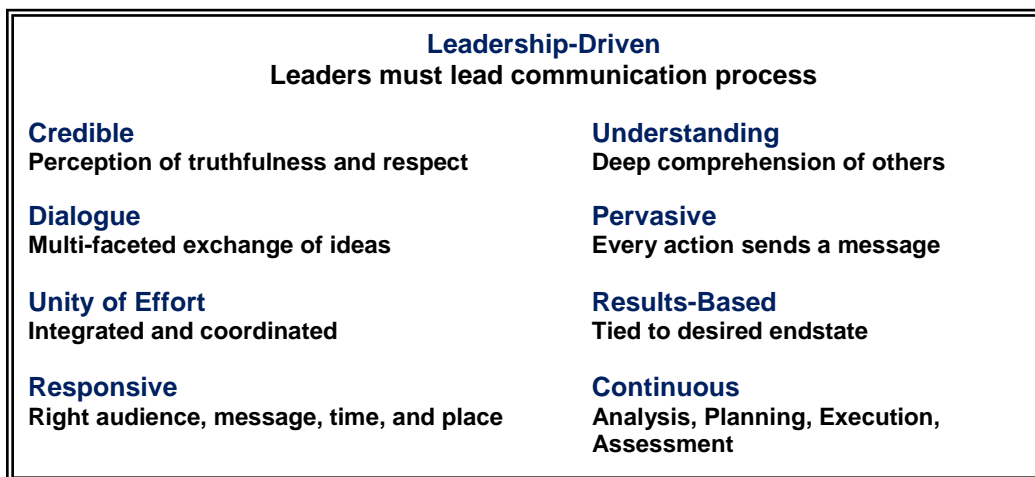 Leadership-Driven
Leaders must lead communication process
Credible
Perception of truthfulness and respect
Understanding
Deep comprehension of others
Dialogue
Multi-faceted exchange of ideas
Pervasive
Every action sends a message
Unity of Effort
Integrated and coordinated
Results-Based
Tied to desired endstate
Responsive
Right audience, message, time, and place
Continuous
Analysis, Planning, Execution,
Assessment